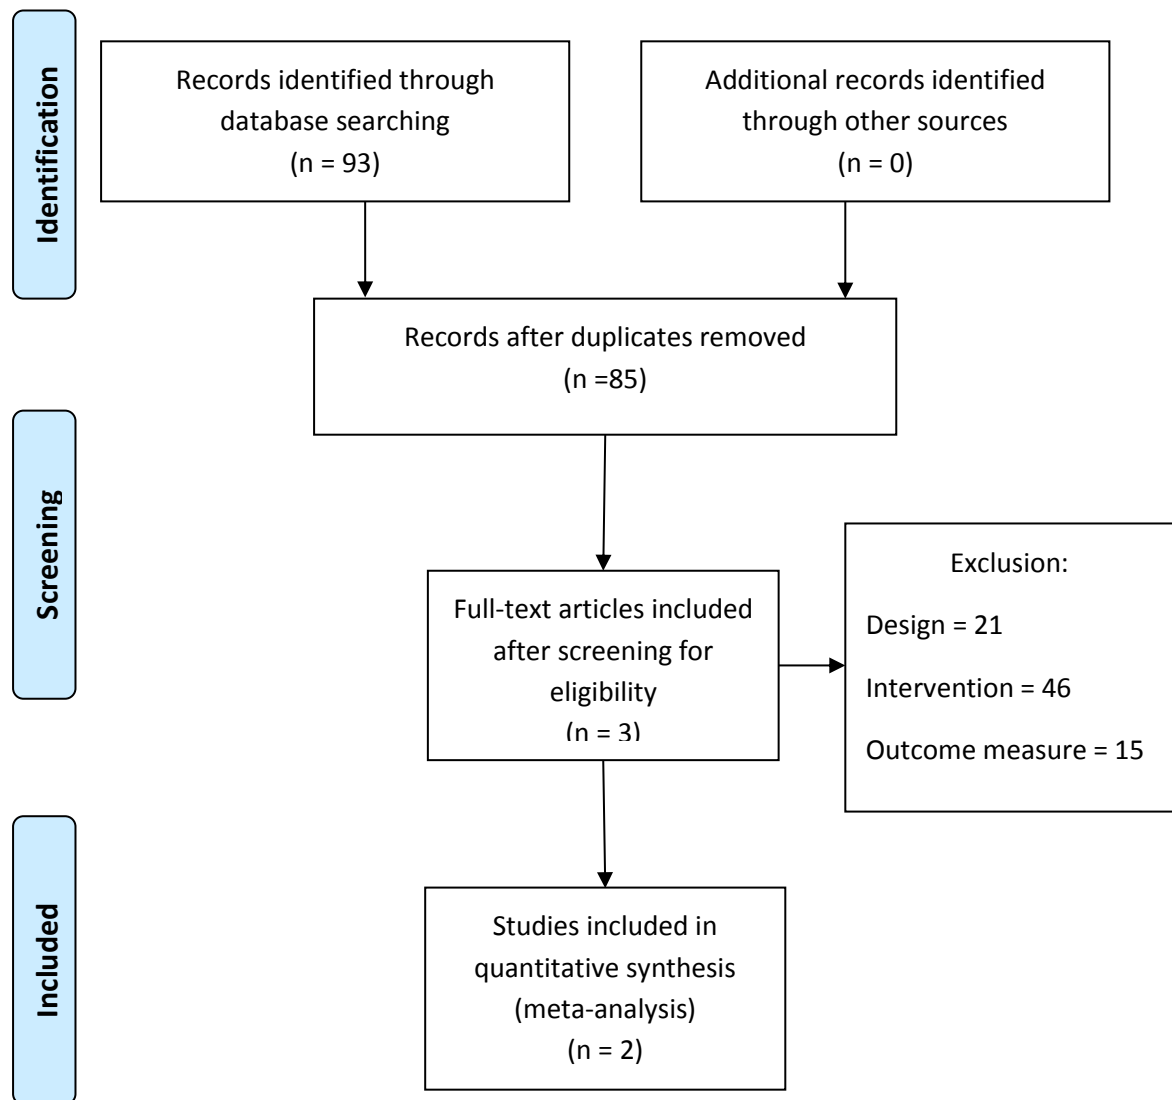 Identification
Records identified through
database searching
(n = 93)
Additional records identified
through other sources
(n = 0)
Records after duplicates removed
(n =85)
Screening
Full-text articles included
after screening for
eligibility
(n = 3)
Exclusion:
Design = 21
Intervention = 46
Outcome measure = 15
Included
Studies included in
quantitative synthesis
(meta-analysis)
(n = 2)